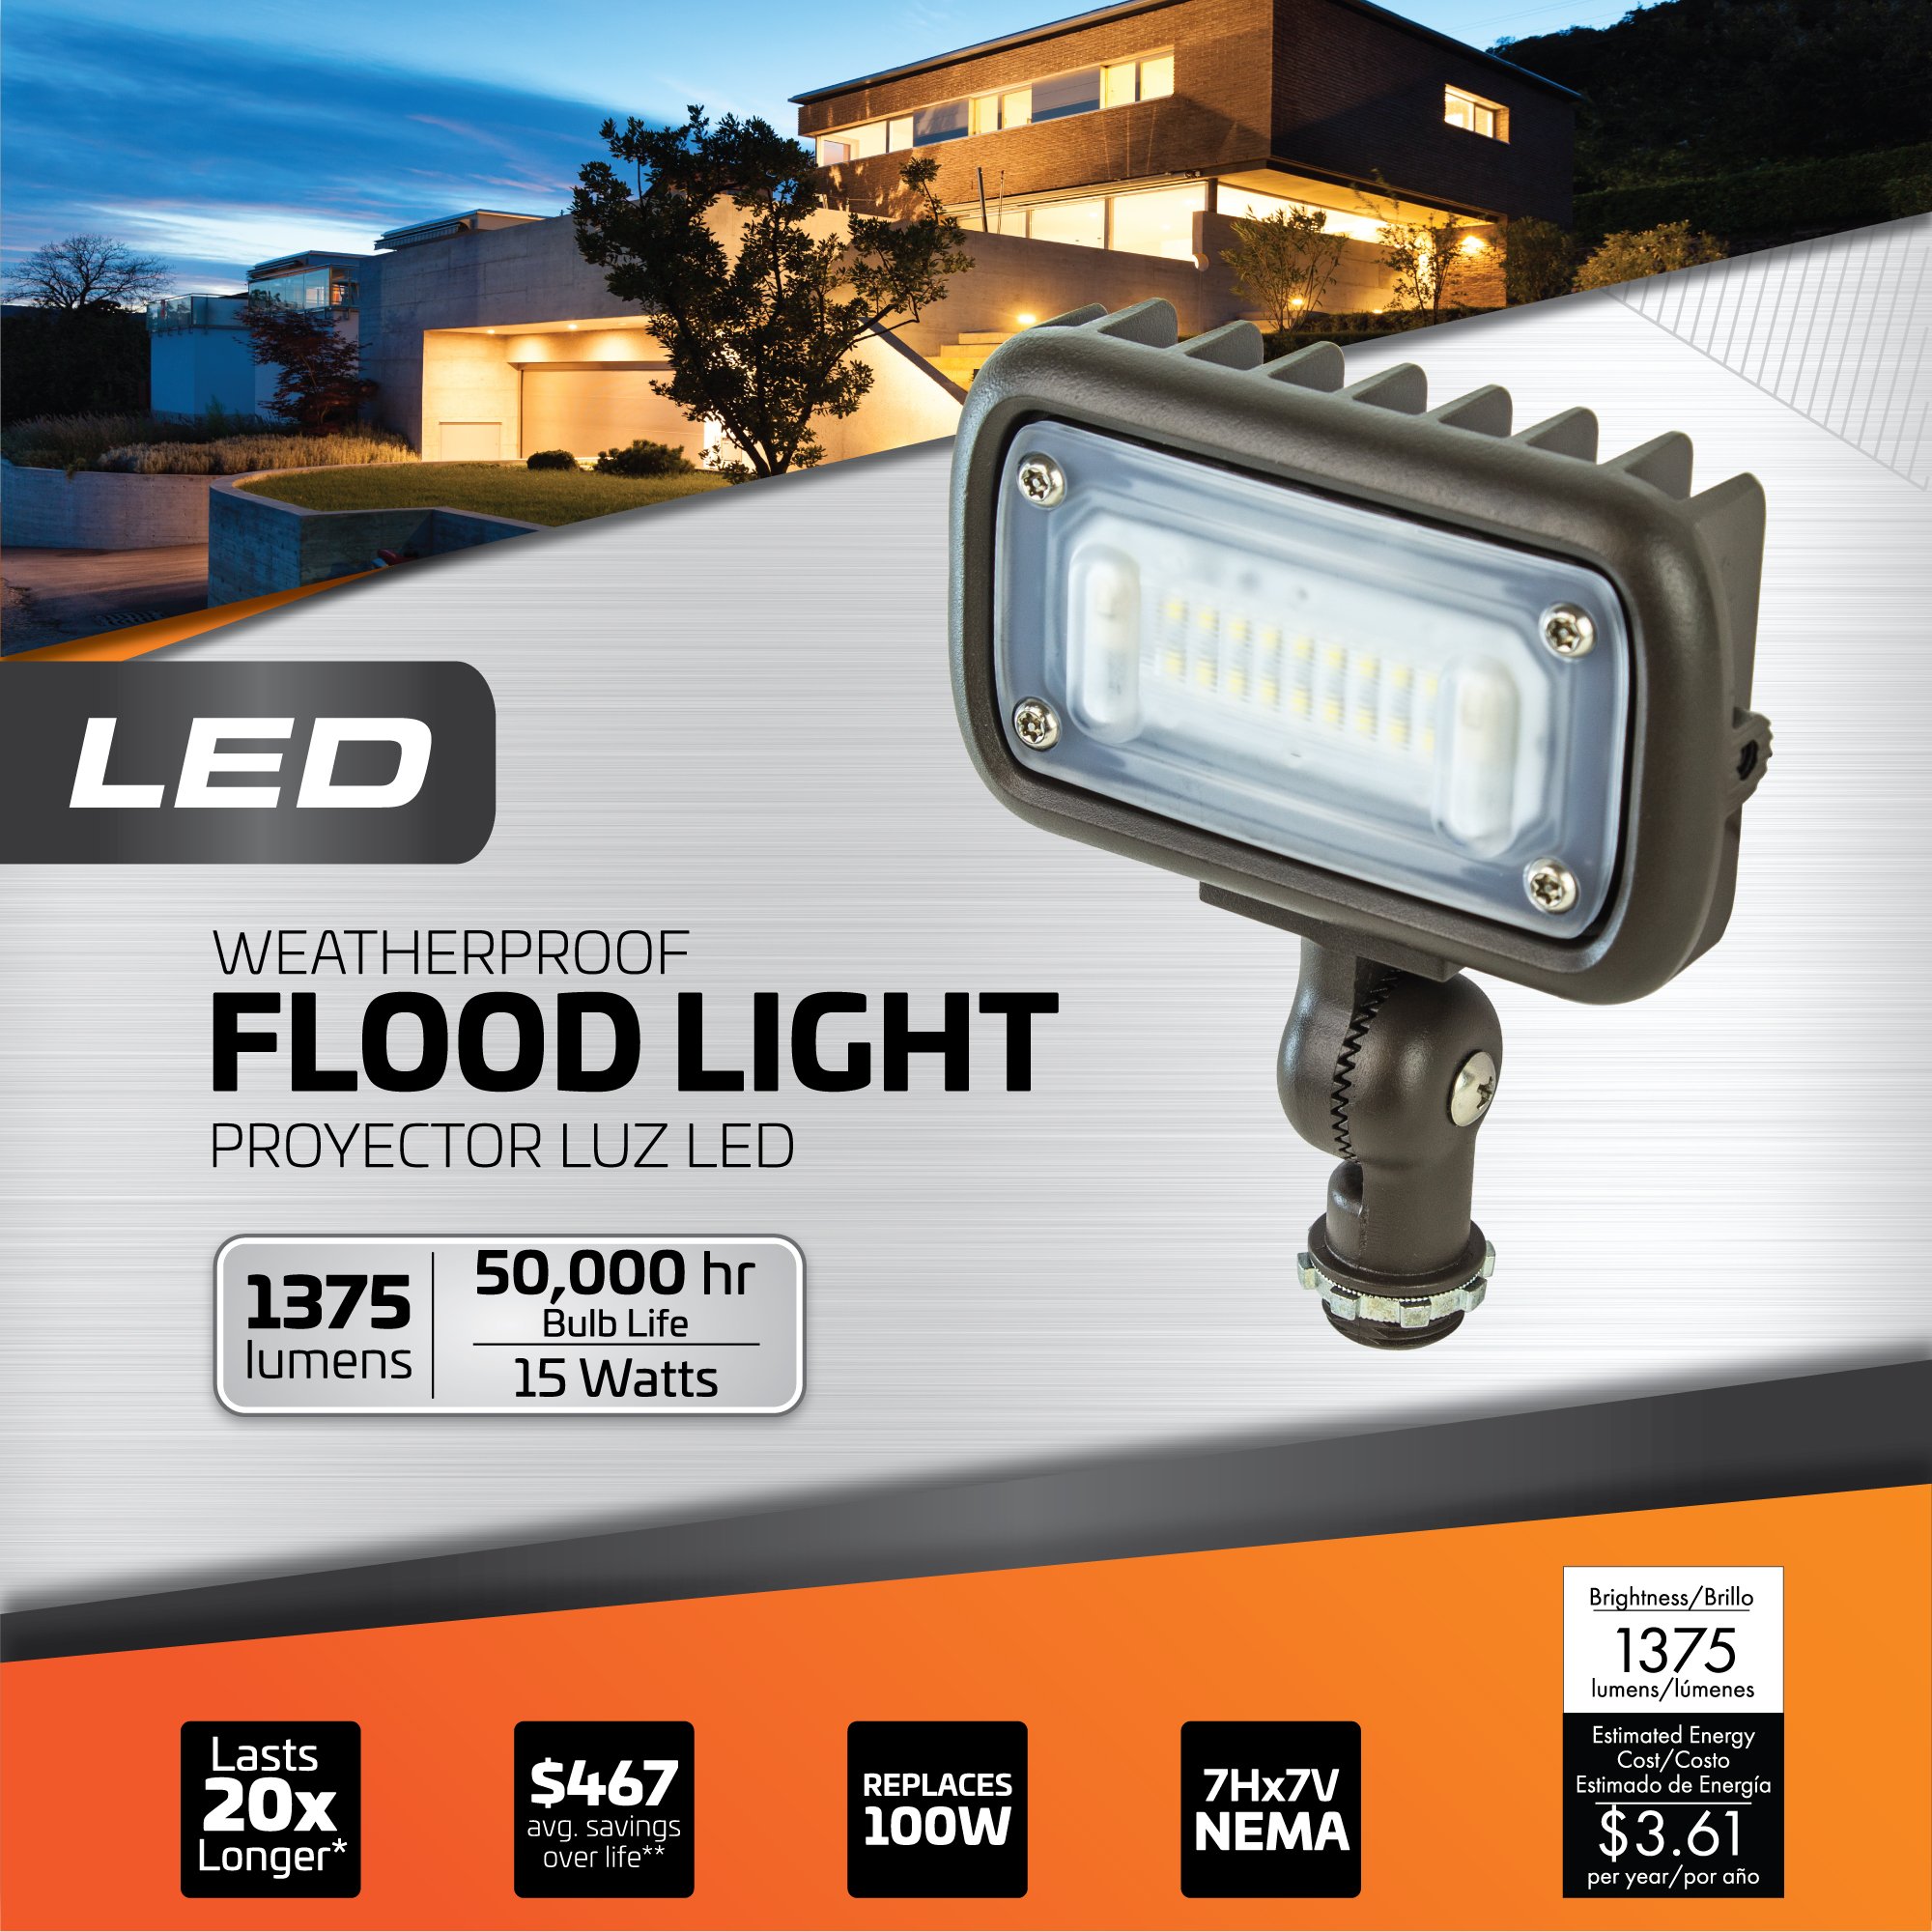 LED
WEATHERPROOF
FLOOD LIGHT
PROYECTOR LUZ LED
1375
lumens
50,000 hr
Bulb Life
15 Watts
Lasts
20x
Longer*
$467
avg. savings
over life**
REPLACES
100W
7Hx7V
NEMA
Brightness/Brillo
1375
lumens/lúmenes
Estimated Energy
Cost/Costo
Estimado de Energía
$3.61
per year/por año